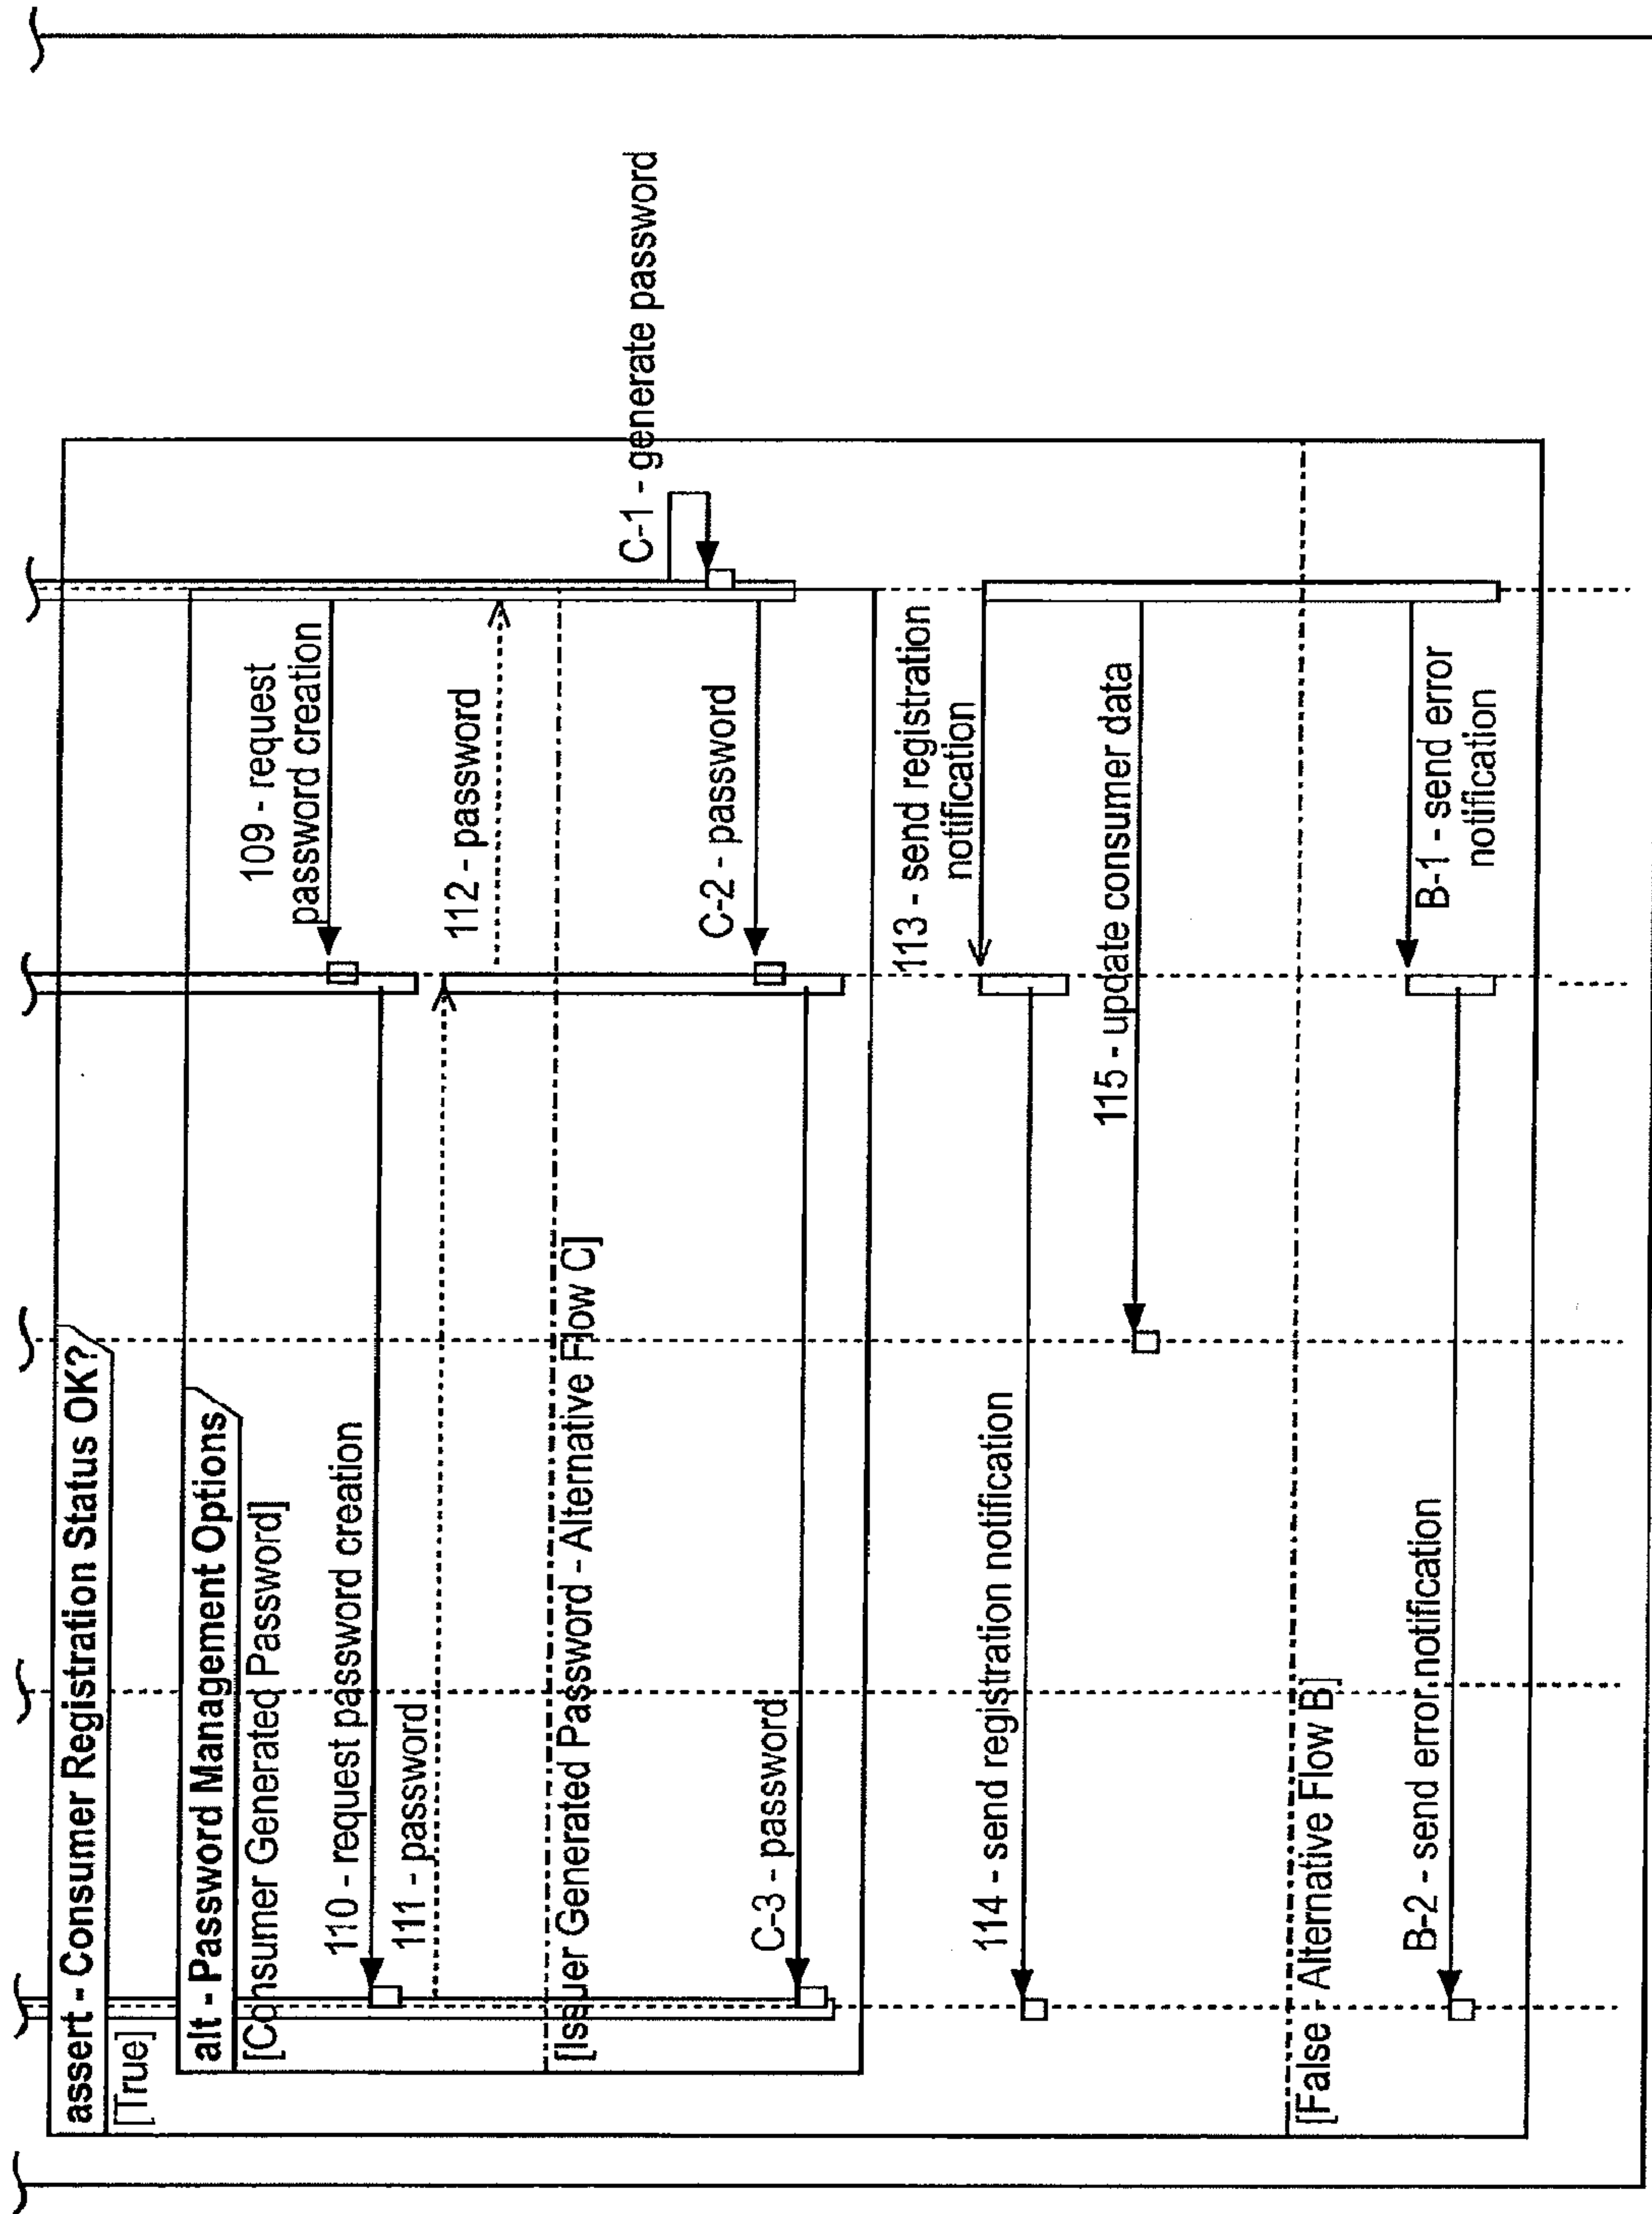 assert - Consumer Registration Status OK?
[True]
alt - Password Management Options
[Consumer Generated Password]
109 - request
password creation
110 - request password creation
111 - password
112 - password
[Issuer Generated Password - Alternative Flow C]
C-1 - generate password
C-2 - password
C-3 - password
113 - send registration
notification
114 - send registration notification
115 - update consumer data
[False - Alternative Flow B]
B-1 - send error
notification
B-2 - send error notification